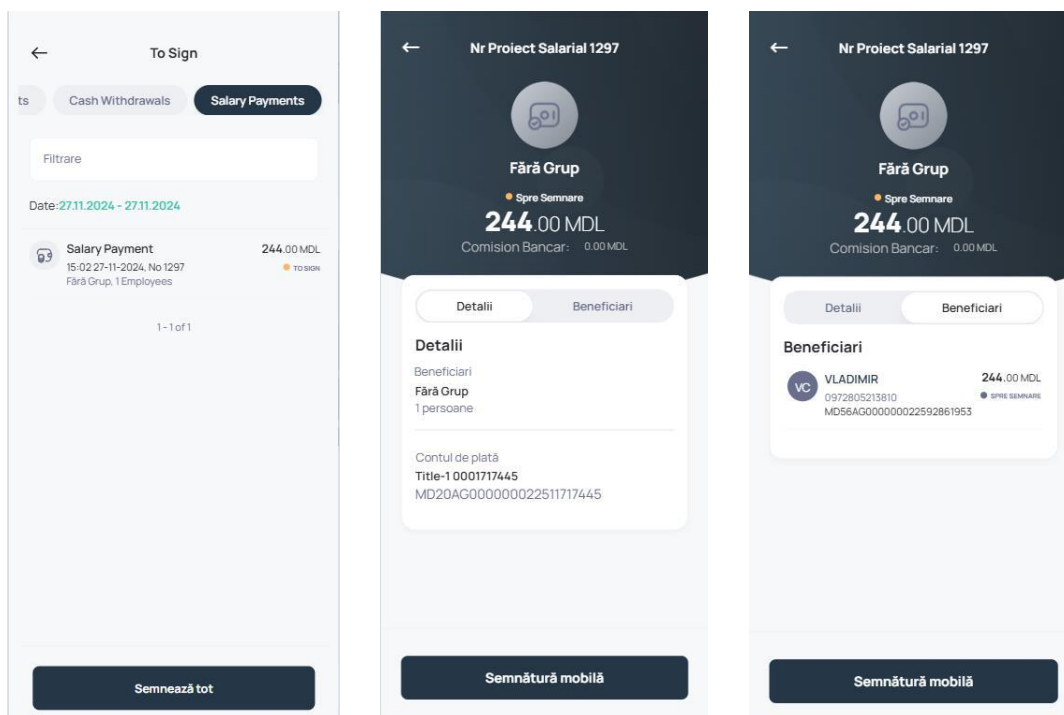 To Sign
ts Cash Withdrawals Salary Payments
Filtrare
Date:27.11.2024 - 27.11.2024
Salary Payment 244.00 MDL
15:02 27-11-2024, No 1297 TO SIGN
Fără Grup, 1 Employees
1 - 1 of 1
Semnează tot
Nr Proiect Salarial 1297
Fără Grup
Spre Semnare
244.00 MDL
Comision Bancar: 0.00 MDL
Detalii Beneficiari
Detalii
Beneficiari
Fără Grup
1 persoane
Contul de plată
Title-1 0001717445
MD20AG000000022511717445
Semnătură mobilă
Nr Proiect Salarial 1297
Fără Grup
Spre Semnare
244.00 MDL
Comision Bancar: 0.00 MDL
Detalii Beneficiari
Beneficiari
VC VLADIMIR 244.00 MDL
0972805213810 SPRE SEMNARE
MD56AG000000022592861953
Semnătură mobilă